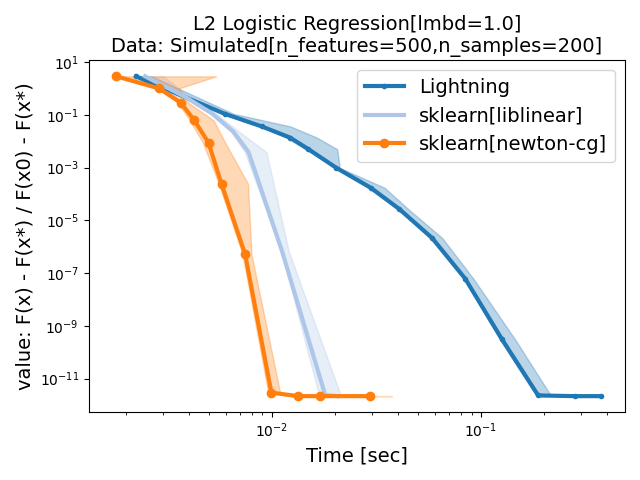 L2 Logistic Regression[lmbd=1.0]
Data: Simulated[n_features=500,n_samples=200]
value: F(x) - F(x*) / F(x0) - F(x*)
10¹
10⁻¹
10⁻³
10⁻⁵
10⁻⁷
10⁻⁹
10⁻¹¹
Lightning
sklearn[liblinear]
sklearn[newton-cg]
10⁻²
10⁻¹
Time [sec]